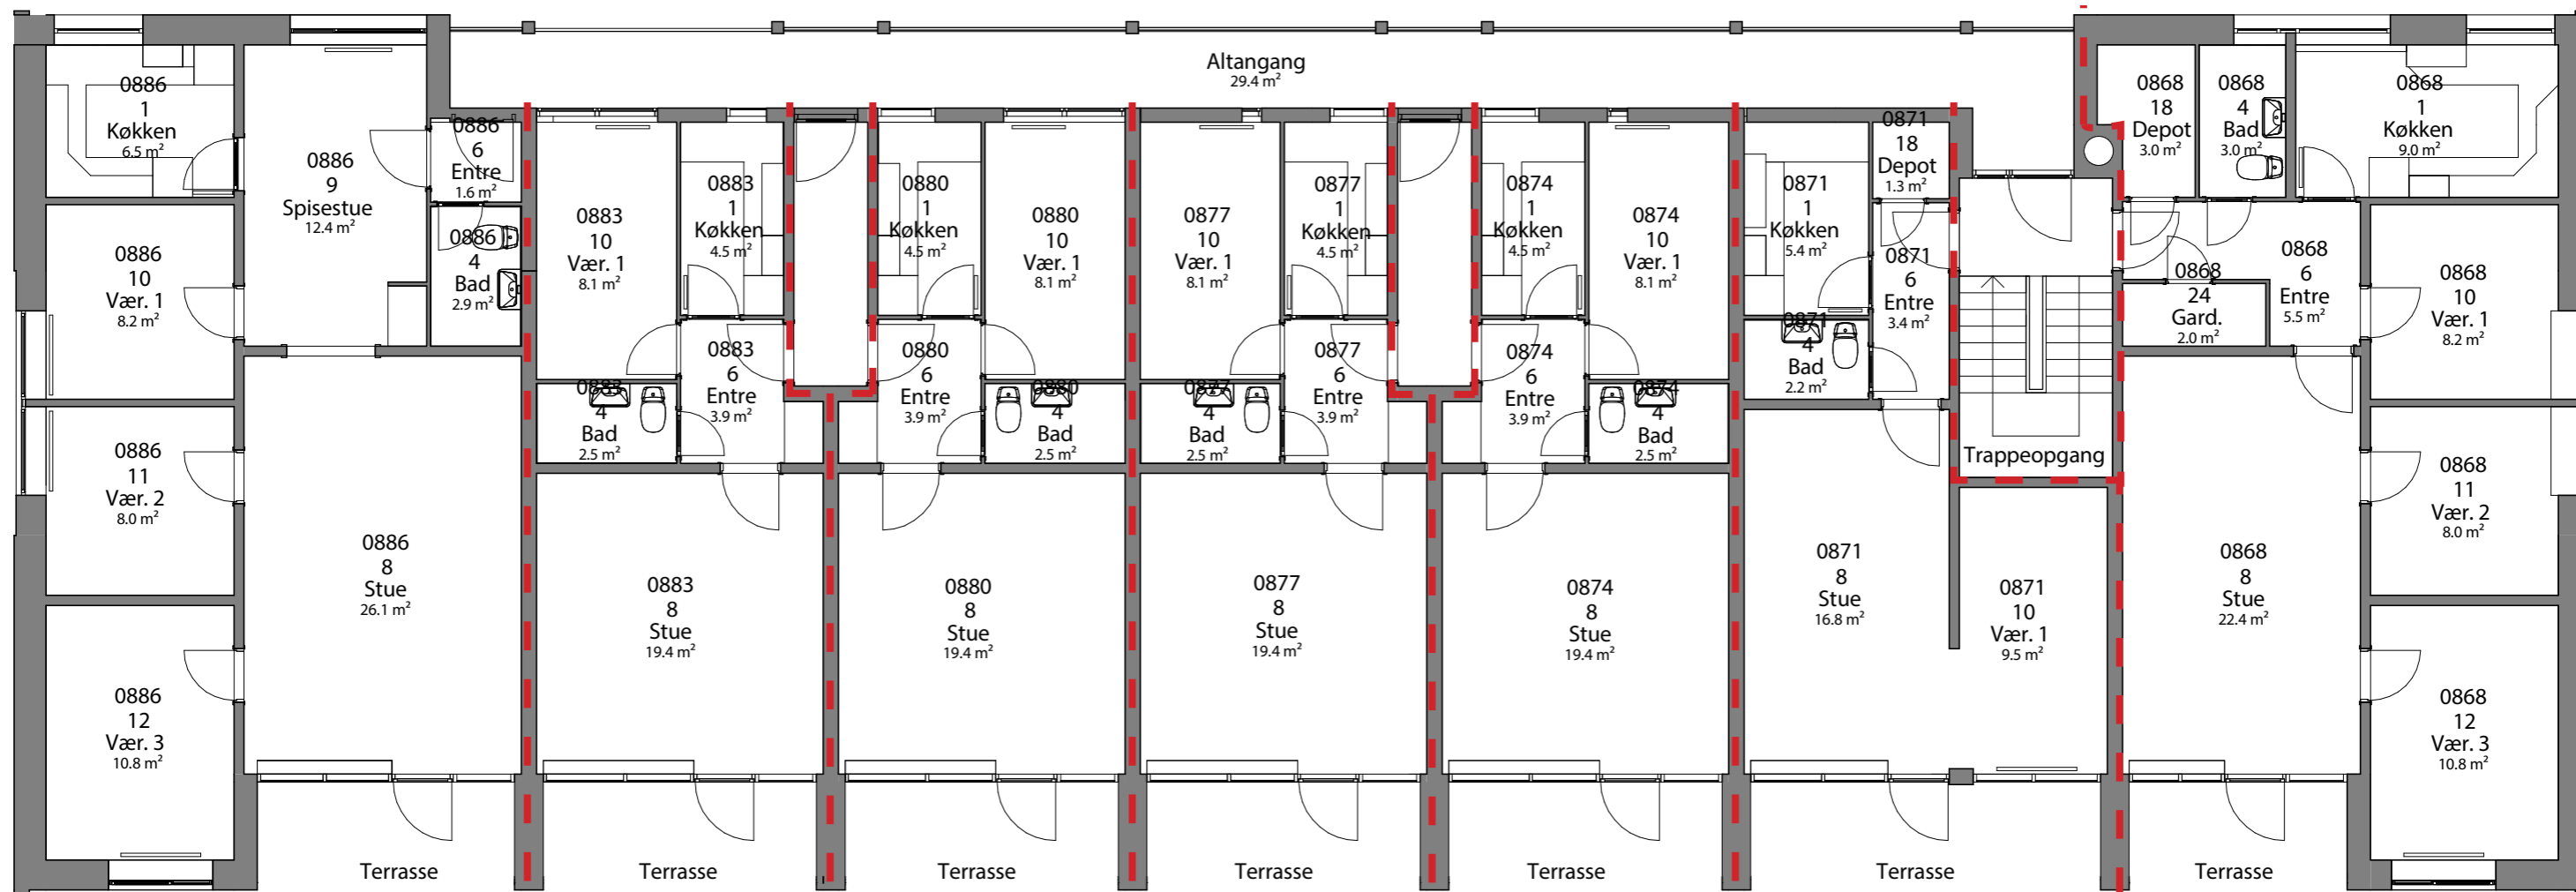 Altangang
29.4 m²
0886
1
Køkken
6.5 m²
0886
9
Spisestue
12.4 m²
0886
6
Entre
1.6 m²
0886
4
Bad
2.9 m²
0886
10
Vær. 1
8.2 m²
0886
11
Vær. 2
8.0 m²
0886
12
Vær. 3
10.8 m²
0886
8
Stue
26.1 m²
0883
10
Vær. 1
8.1 m²
0883
1
Køkken
4.5 m²
0883
6
Entre
3.9 m²
0883
4
Bad
2.5 m²
0883
8
Stue
19.4 m²
0880
1
Køkken
4.5 m²
0880
10
Vær. 1
8.1 m²
0880
6
Entre
3.9 m²
0880
4
Bad
2.5 m²
0880
8
Stue
19.4 m²
0877
10
Vær. 1
8.1 m²
0877
1
Køkken
4.5 m²
0877
6
Entre
3.9 m²
0877
4
Bad
2.5 m²
0877
8
Stue
19.4 m²
0874
1
Køkken
4.5 m²
0874
10
Vær. 1
8.1 m²
0874
6
Entre
3.9 m²
0874
4
Bad
2.5 m²
0874
8
Stue
19.4 m²
0871
1
Køkken
5.4 m²
0871
18
Depot
1.3 m²
0871
6
Entre
3.4 m²
0871
4
Bad
2.2 m²
0871
8
Stue
16.8 m²
0871
10
Vær. 1
9.5 m²
Trappeopgang
0868
18
Depot
3.0 m²
0868
4
Bad
3.0 m²
0868
1
Køkken
9.0 m²
0868
24
Gard.
2.0 m²
0868
6
Entre
5.5 m²
0868
10
Vær. 1
8.2 m²
0868
11
Vær. 2
8.0 m²
0868
8
Stue
22.4 m²
0868
12
Vær. 3
10.8 m²
Terrasse
Terrasse
Terrasse
Terrasse
Terrasse
Terrasse
Terrasse